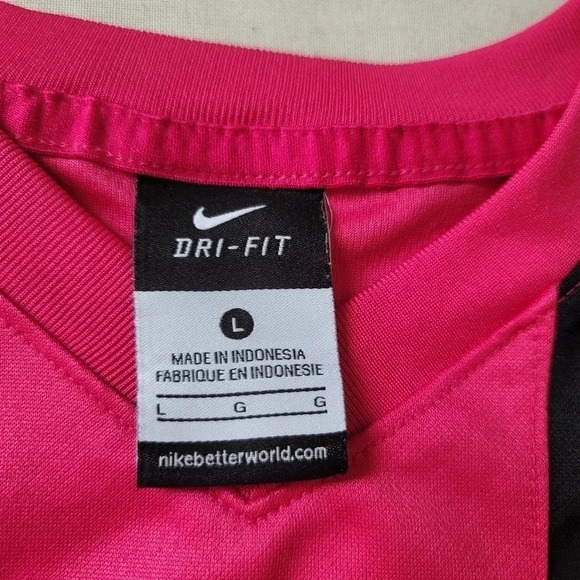 DRI-FIT
L
MADE IN INDONESIA
FABRIQUE EN INDONESIE
L G G
nikebetterworld.com